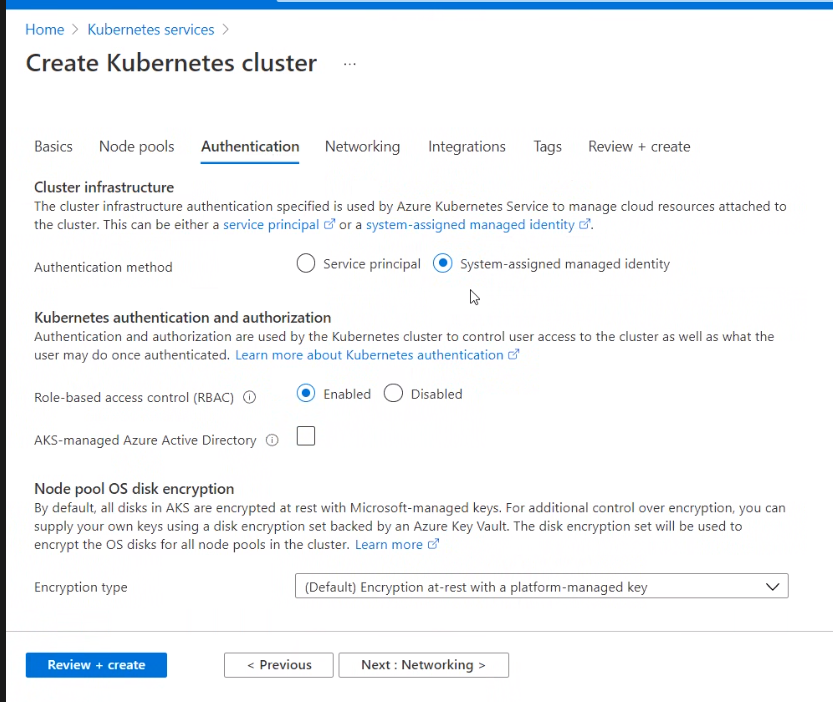 Home > Kubernetes services >
Create Kubernetes cluster ...
Basics Node pools Authentication Networking Integrations Tags Review + create
Cluster infrastructure
The cluster infrastructure authentication specified is used by Azure Kubernetes Service to manage cloud resources attached to
the cluster. This can be either a service principal or a system-assigned managed identity.
Authentication method Service principal System-assigned managed identity
Kubernetes authentication and authorization
Authentication and authorization are used by the Kubernetes cluster to control user access to the cluster as well as what the
user may do once authenticated. Learn more about Kubernetes authentication
Role-based access control (RBAC) Enabled Disabled
AKS-managed Azure Active Directory
Node pool OS disk encryption
By default, all disks in AKS are encrypted at rest with Microsoft-managed keys. For additional control over encryption, you can
supply your own keys using a disk encryption set backed by an Azure Key Vault. The disk encryption set will be used to
encrypt the OS disks for all node pools in the cluster. Learn more
Encryption type (Default) Encryption at-rest with a platform-managed key
Review + create < Previous Next : Networking >